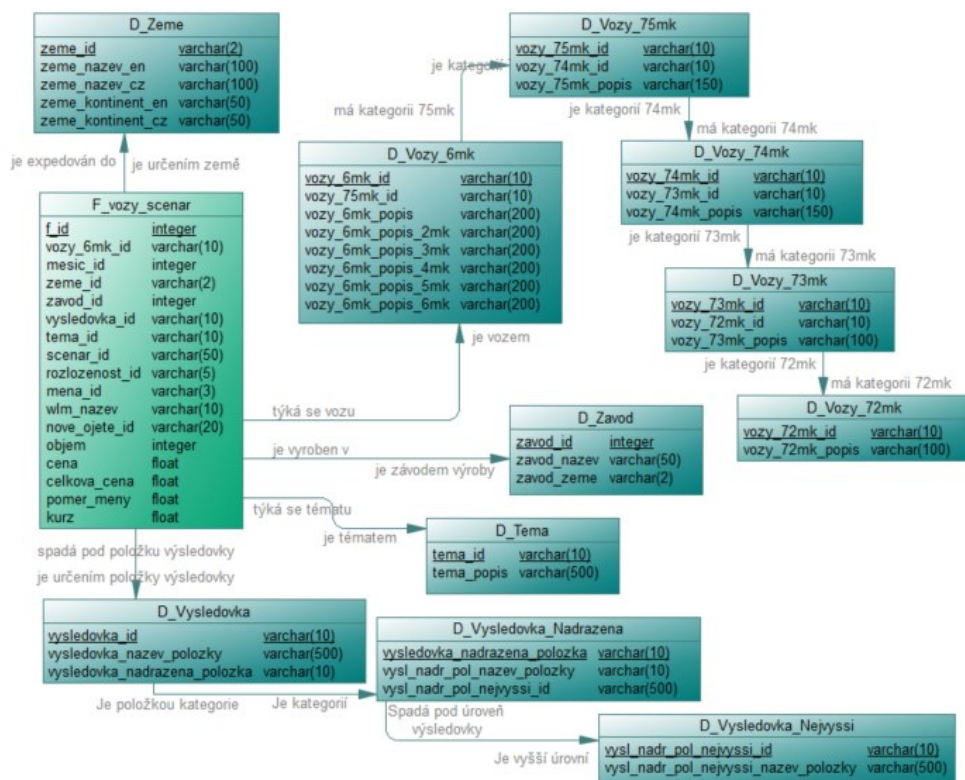 D_Zeme
zeme_id varchar(2)
zeme_nazev_en varchar(100)
zeme_nazev_cz varchar(100)
zeme_kontinent_en varchar(50)
zeme_kontinent_cz varchar(50)
je expedován do
je určením země
F_vozy_scenar
f_id integer
vozy_6mk_id varchar(10)
mesic_id integer
zeme_id varchar(2)
zavod_id integer
vysledovka_id varchar(10)
tema_id varchar(10)
scenar_id varchar(50)
rozlozenost_id varchar(5)
mena_id varchar(3)
wlm_nazev varchar(10)
nove_ojete_id varchar(20)
objem integer
cena float
celkova_cena float
pomer_meny float
kurz float
D_Vozy_75mk
vozy_75mk_id varchar(10)
vozy_74mk_id varchar(10)
vozy_75mk_popis varchar(150)
je kategorií 7
má kategorii 75mk
je kategorií 74mk
má kategorii 74mk
D_Vozy_6mk
vozy_6mk_id varchar(10)
vozy_75mk_id varchar(10)
vozy_6mk_popis varchar(200)
vozy_6mk_popis_2mk varchar(200)
vozy_6mk_popis_3mk varchar(200)
vozy_6mk_popis_4mk varchar(200)
vozy_6mk_popis_5mk varchar(200)
vozy_6mk_popis_6mk varchar(200)
D_Vozy_74mk
vozy_74mk_id varchar(10)
vozy_73mk_id varchar(10)
vozy_74mk_popis varchar(150)
je kategorií 73mk
má kategorii 73mk
D_Vozy_73mk
vozy_73mk_id varchar(10)
vozy_72mk_id varchar(10)
vozy_73mk_popis varchar(100)
je kategorií 72mk
má kategorii 72mk
D_Vozy_72mk
vozy_72mk_id varchar(10)
vozy_72mk_popis varchar(100)
je vozem
týká se vozu
D_Zavod
zavod_id integer
zavod_nazev varchar(50)
zavod_zeme varchar(2)
je vyroben v
je závodem výroby
týká se tématu
je tématem
D_Tema
tema_id varchar(10)
tema_popis varchar(500)
spadá pod položku výsledovky
je určením položky výsledovky
D_Vysledovka
vysledovka_id varchar(10)
vysledovka_nazev_polozky varchar(500)
vysledovka_nadrazena_polozka varchar(10)
Je položkou kategorie
Je kategorií
D_Vysledovka_Nadrazena
vysledovka_nadrazena_polozka varchar(10)
vysl_nadr_pol_nazev_polozky varchar(10)
vysl_nadr_pol_nejvyssi_id varchar(500)
Spadá pod úroveň
výsledovky
Je vyšší úrovní
D_Vysledovka_Nejvyssi
vysl_nadr_pol_nejvyssi_id varchar(10)
vysl_nadr_pol_nejvyssi_nazev_polozky varchar(500)